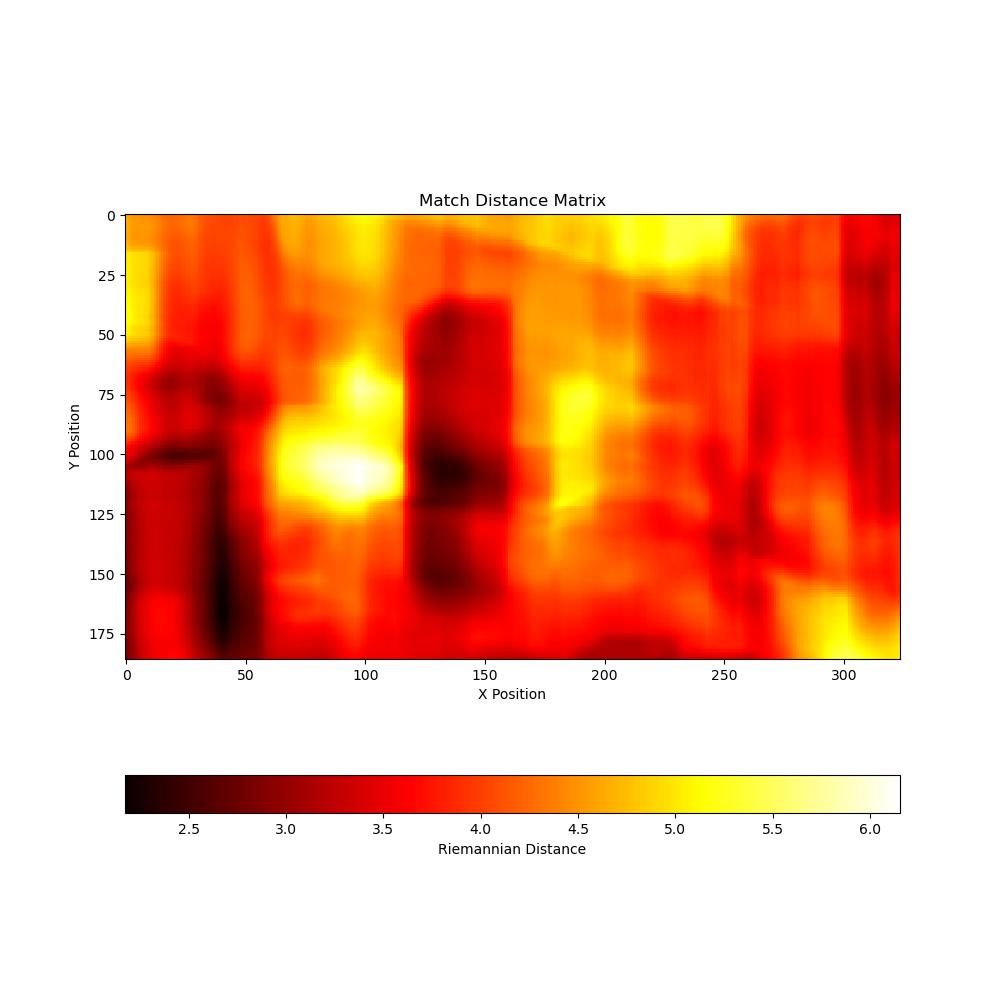 Match Distance Matrix
0
25
50
75
100
125
150
175
Y Position
0 50 100 150 200 250 300
X Position
2.5 3.0 3.5 4.0 4.5 5.0 5.5 6.0
Riemannian Distance